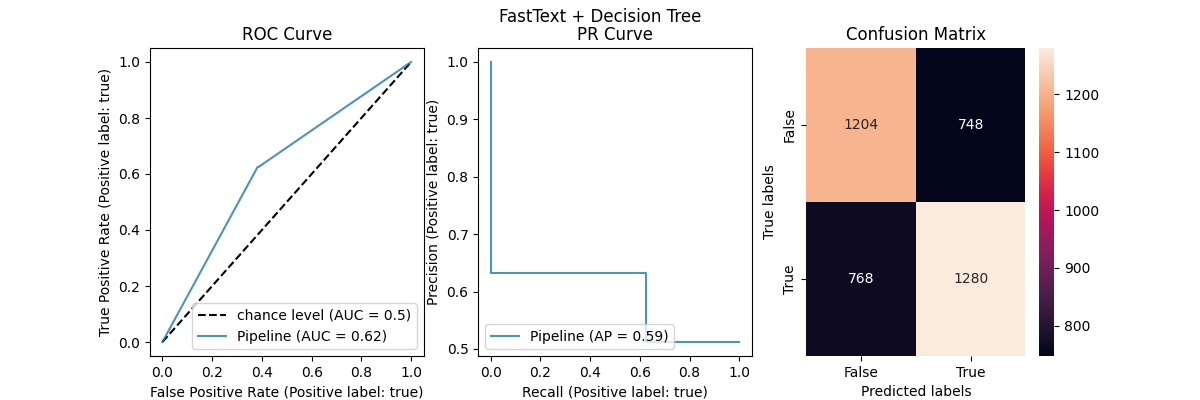 FastText + Decision Tree
ROC Curve
True Positive Rate (Positive label: true)
1.0
0.8
0.6
0.4
0.2
0.0
chance level (AUC = 0.5)
Pipeline (AUC = 0.62)
0.0 0.2 0.4 0.6 0.8 1.0
False Positive Rate (Positive label: true)
PR Curve
Precision (Positive label: true)
1.0
0.9
0.8
0.7
0.6
0.5
Pipeline (AP = 0.59)
0.0 0.2 0.4 0.6 0.8 1.0
Recall (Positive label: true)
Confusion Matrix
True labels
False
True
1204 748
768 1280
False True
Predicted labels
1200
1100
1000
900
800